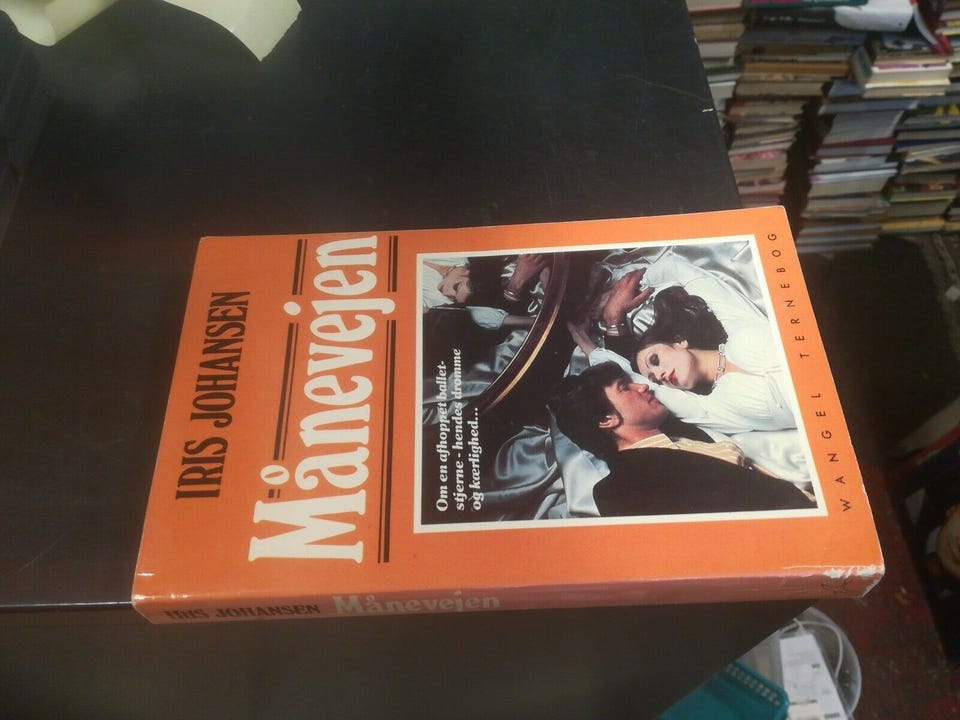 IRIS JOHANSEN
Månevejen
Om en afhoppet ballet-
stjerne - hendes drømme
og kærlighed...
WANGEL TERNEBOG
IRIS JOHANSEN Månevejen